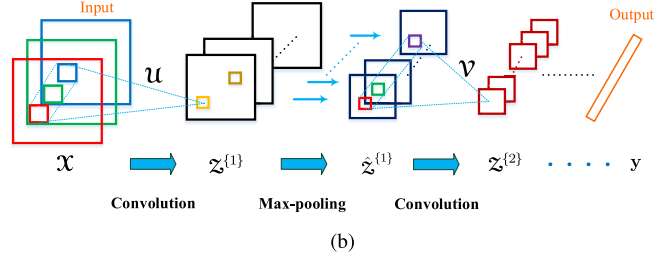 Input
Output
𝒰
𝒱
𝒳
𝒵{1}
ẑ{1}
𝒵{2}
y
Convolution
Max-pooling
Convolution
(b)